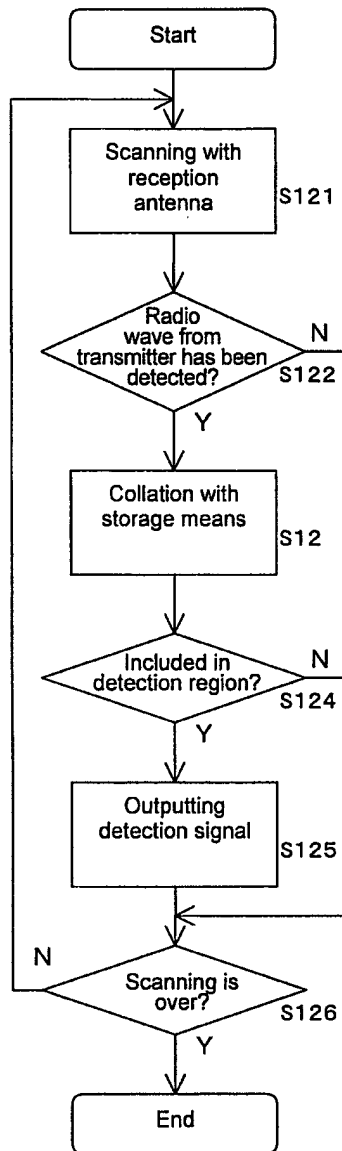 Start
Scanning with
reception
antenna
S121
Radio
wave from
transmitter has been
detected?
N
S122
Y
Collation with
storage means
S12
Included in
detection region?
N
S124
Y
Outputting
detection signal
S125
N
Scanning is
over?
S126
Y
End